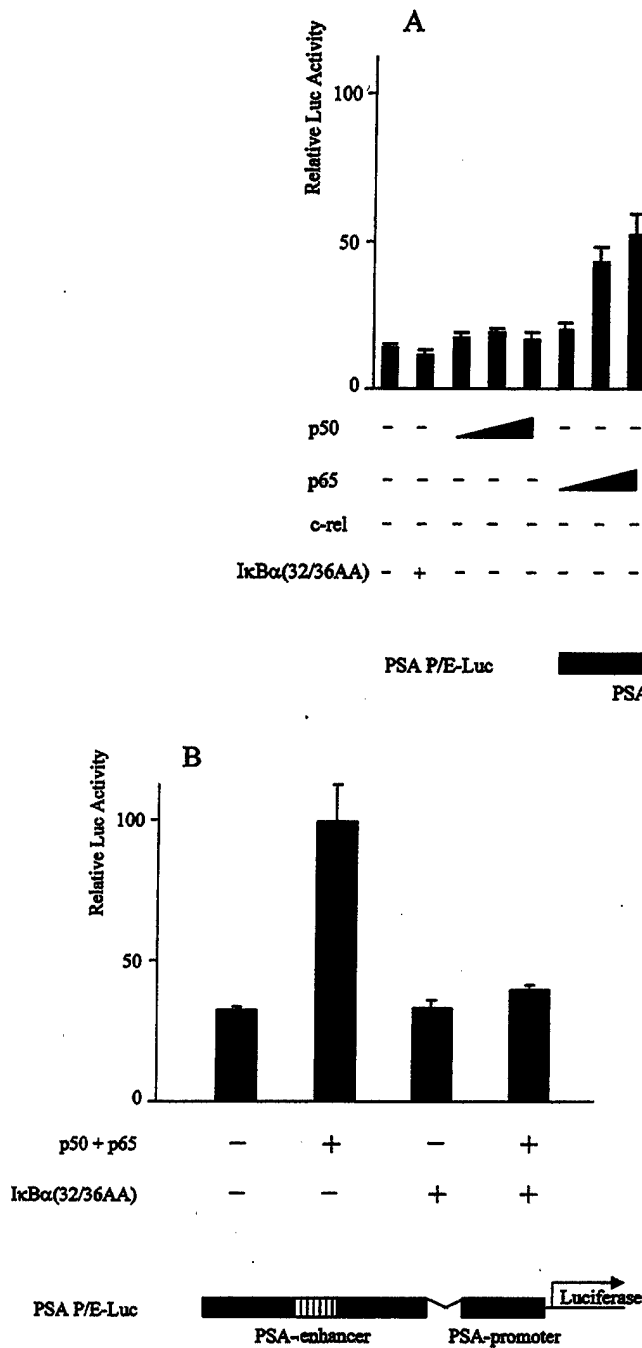 A
Relative Luc Activity
100
50
0
p50 - - - - -
p65 - - - - -
c-rel - - - - - - - -
IκBα(32/36AA) - + - - - - - -
PSA P/E-Luc
PSA
B
Relative Luc Activity
100
50
0
p50 + p65 - + - +
IκBα(32/36AA) - - + +
PSA P/E-Luc
Luciferase
PSA-enhancer PSA-promoter